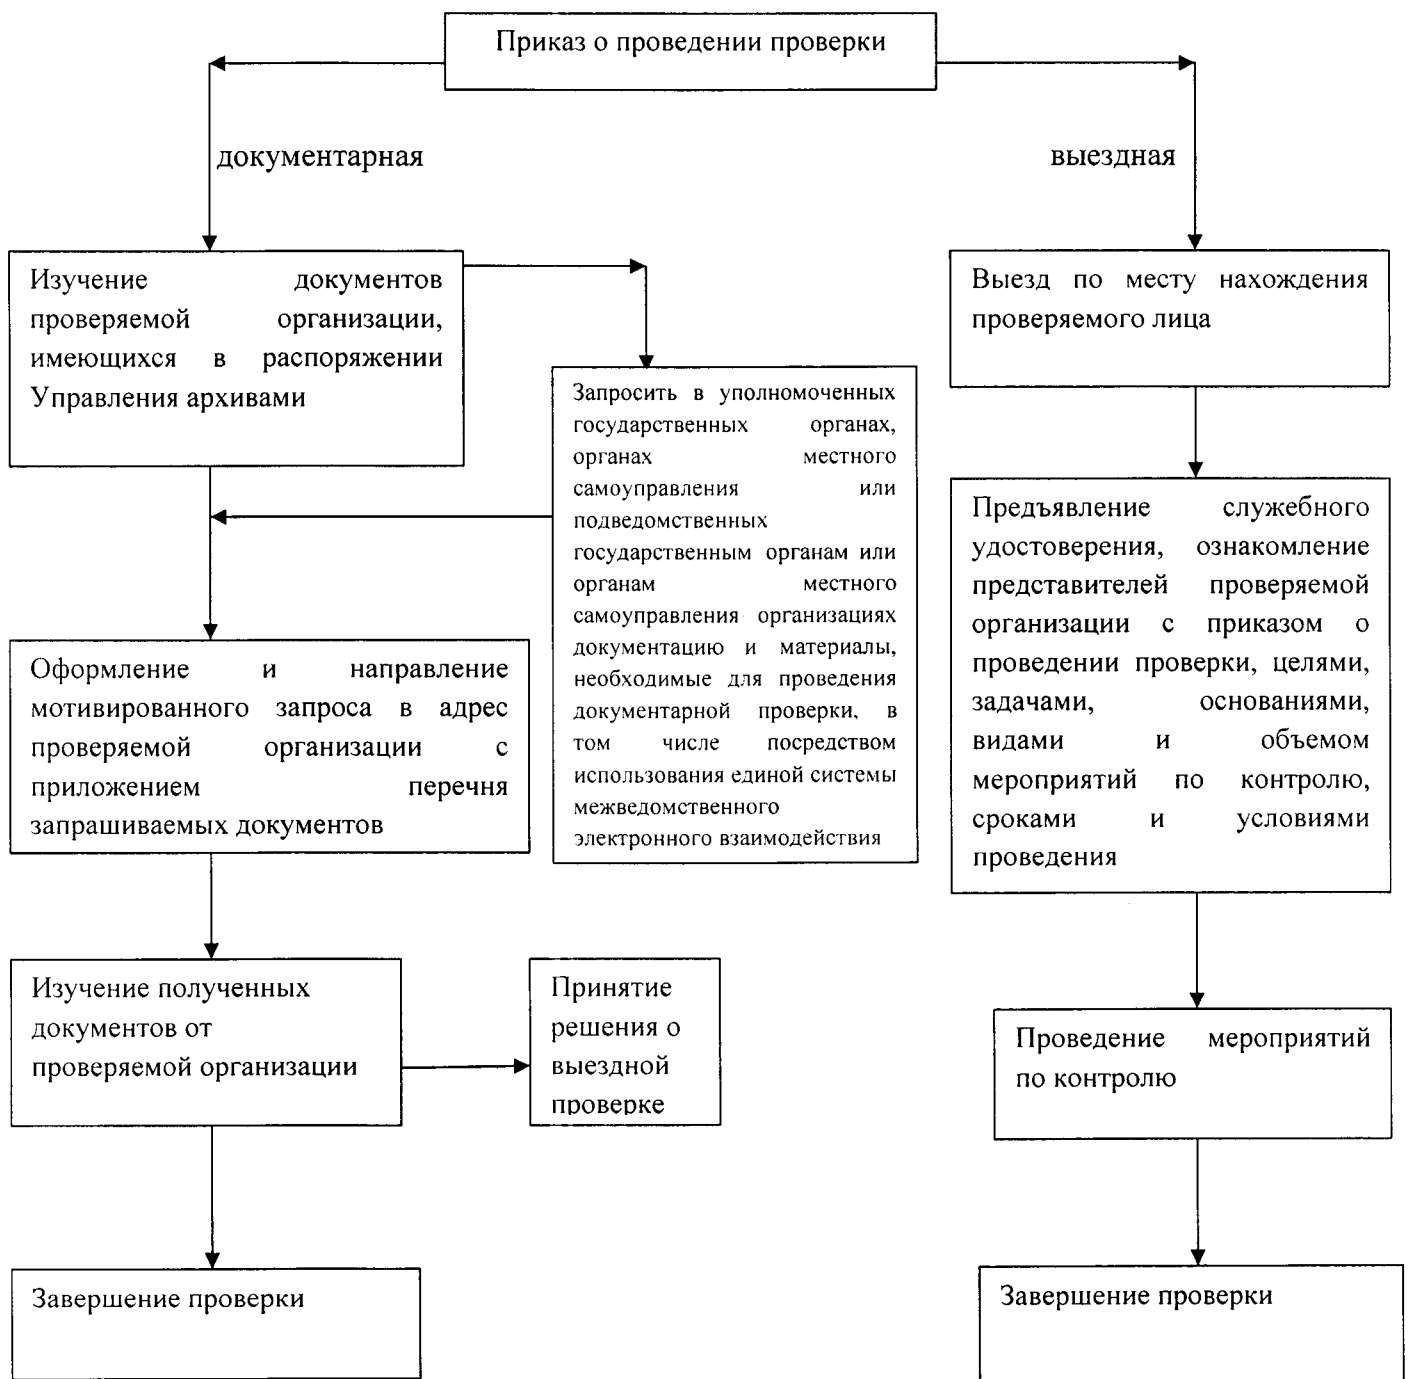 Приказ о проведении проверки
документарная
выездная
Изучение документов
проверяемой организации,
имеющихся в распоряжении
Управления архивами
Запросить в уполномоченных
государственных органах,
органах местного
самоуправления или
подведомственных
государственным органам или
органам местного
самоуправления организациях
документацию и материалы,
необходимые для проведения
документарной проверки, в
том числе посредством
использования единой системы
межведомственного
электронного взаимодействия
Оформление и направление
мотивированного запроса в адрес
проверяемой организации с
приложением перечня
запрашиваемых документов
Изучение полученных
документов от
проверяемой организации
Принятие
решения о
выездной
проверке
Завершение проверки
Выезд по месту нахождения
проверяемого лица
Предъявление служебного
удостоверения, ознакомление
представителей проверяемой
организации с приказом о
проведении проверки, целями,
задачами, основаниями,
видами и объемом
мероприятий по контролю,
сроками и условиями
проведения
Проведение мероприятий
по контролю
Завершение проверки